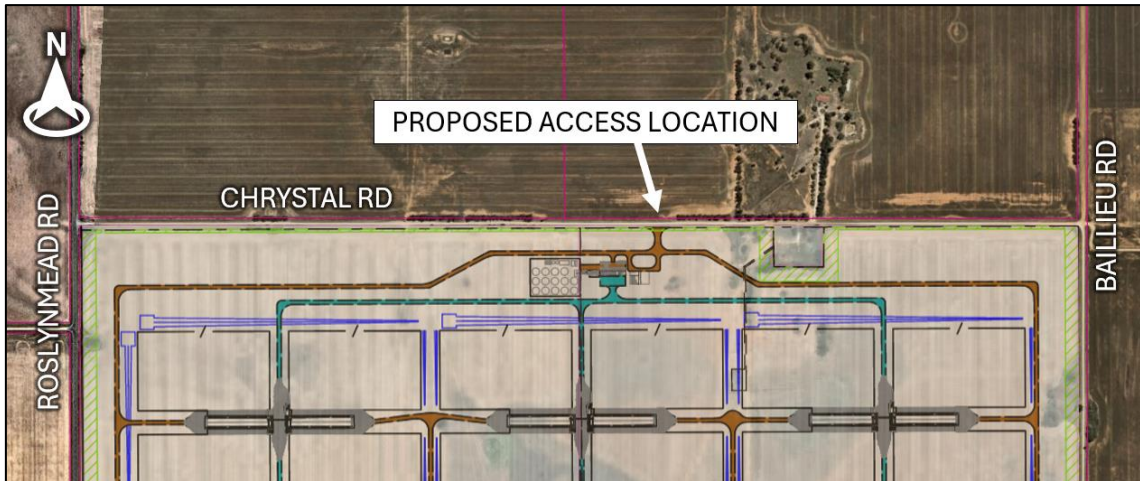 N
PROPOSED ACCESS LOCATION
CHRYSTAL RD
ROSLYNMEAD RD
BAILLIEU RD